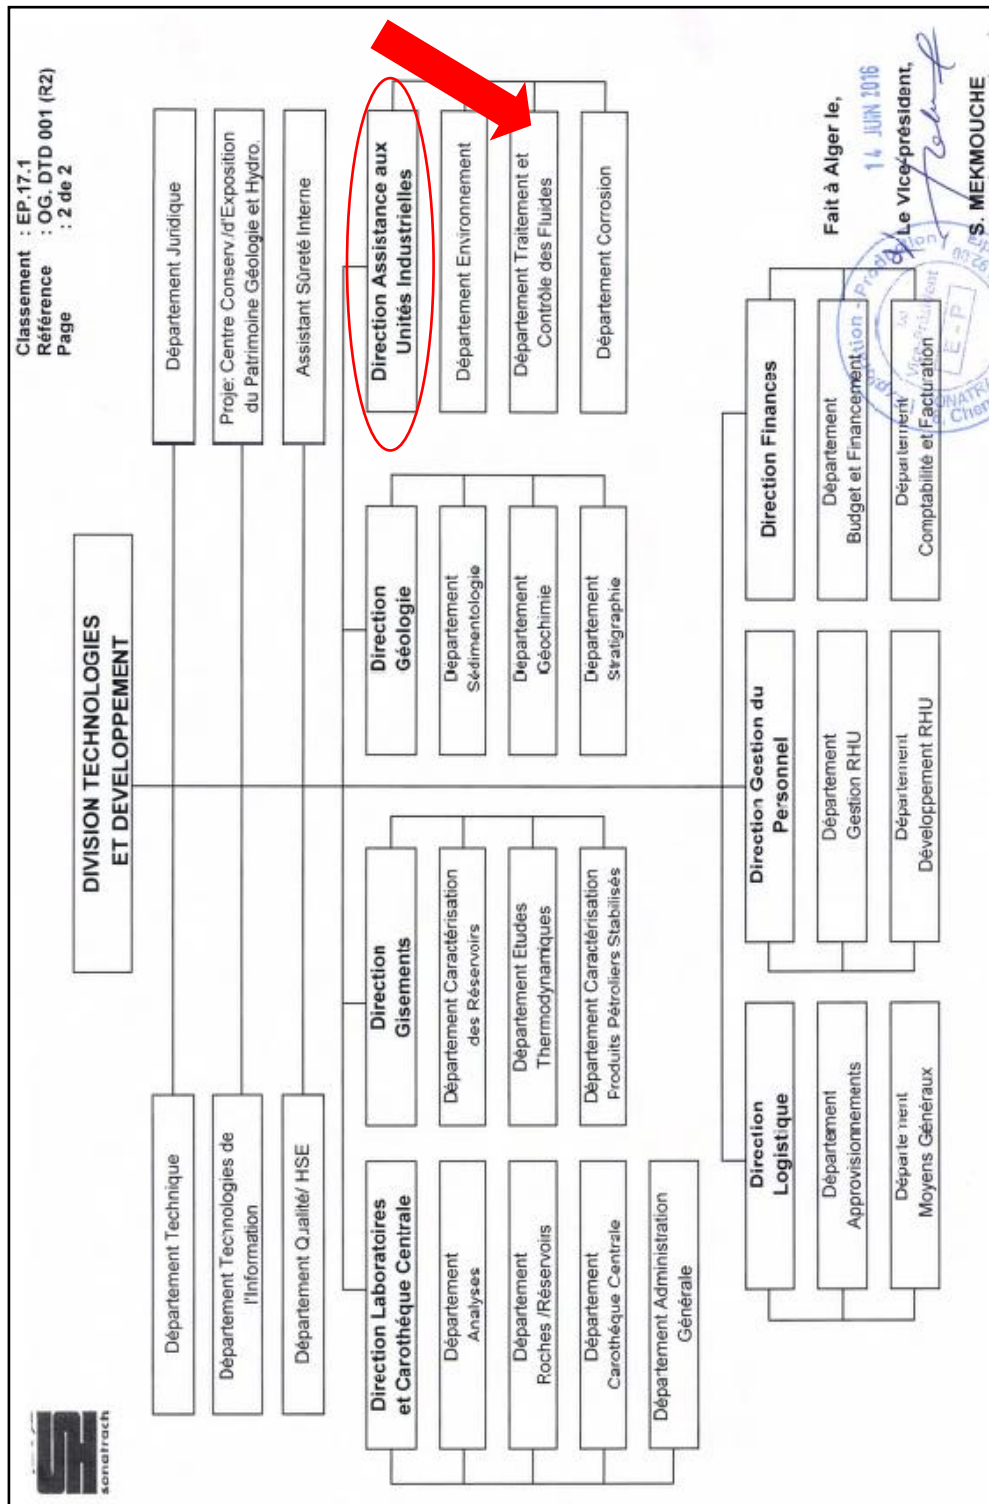 sonatrach
Classement : EP.17.1
Référence : OG. DTD 001 (R2)
Page : 2 de 2
DIVISION TECHNOLOGIES
ET DEVELOPPEMENT
Département Technique
Département Juridique
Département Technologies de
l'Information
Projet Centre Conserv./d'Exposition
du Patrimoine Géologie et Hydro.
Département Qualité/ HSE
Assistant Sûreté Interne
Direction Laboratoires
et Carothéque Centrale
Département
Analyses
Département
Roches /Réservoirs
Département
Carothéque Centrale
Département Administration
Générale
Direction
Gisements
Département Caractérisation
des Réservoirs
Département Etudes
Thermodynamiques
Département Caractérisation
Produits Pétroliers Stabilisés
Direction
Géologie
Département
Sédimentologie
Département
Géochimie
Département
Stratigraphie
Direction Assistance aux
Unités Industrielles
Département Environnement
Département Traitement et
Contrôle des Fluides
Département Corrosion
Direction
Logistique
Département
Approvisionnements
Département
Moyens Généraux
Direction Gestion du
Personnel
Département
Gestion RHU
Département
Développement RHU
Direction Finances
Département
Budget et Financement
Département
Comptabilité et Facturation
Fait à Alger le,
14 JUIN 2016
Le Vice-président,
S. MEKMOUCHE
Production
Vice-Président
E - P